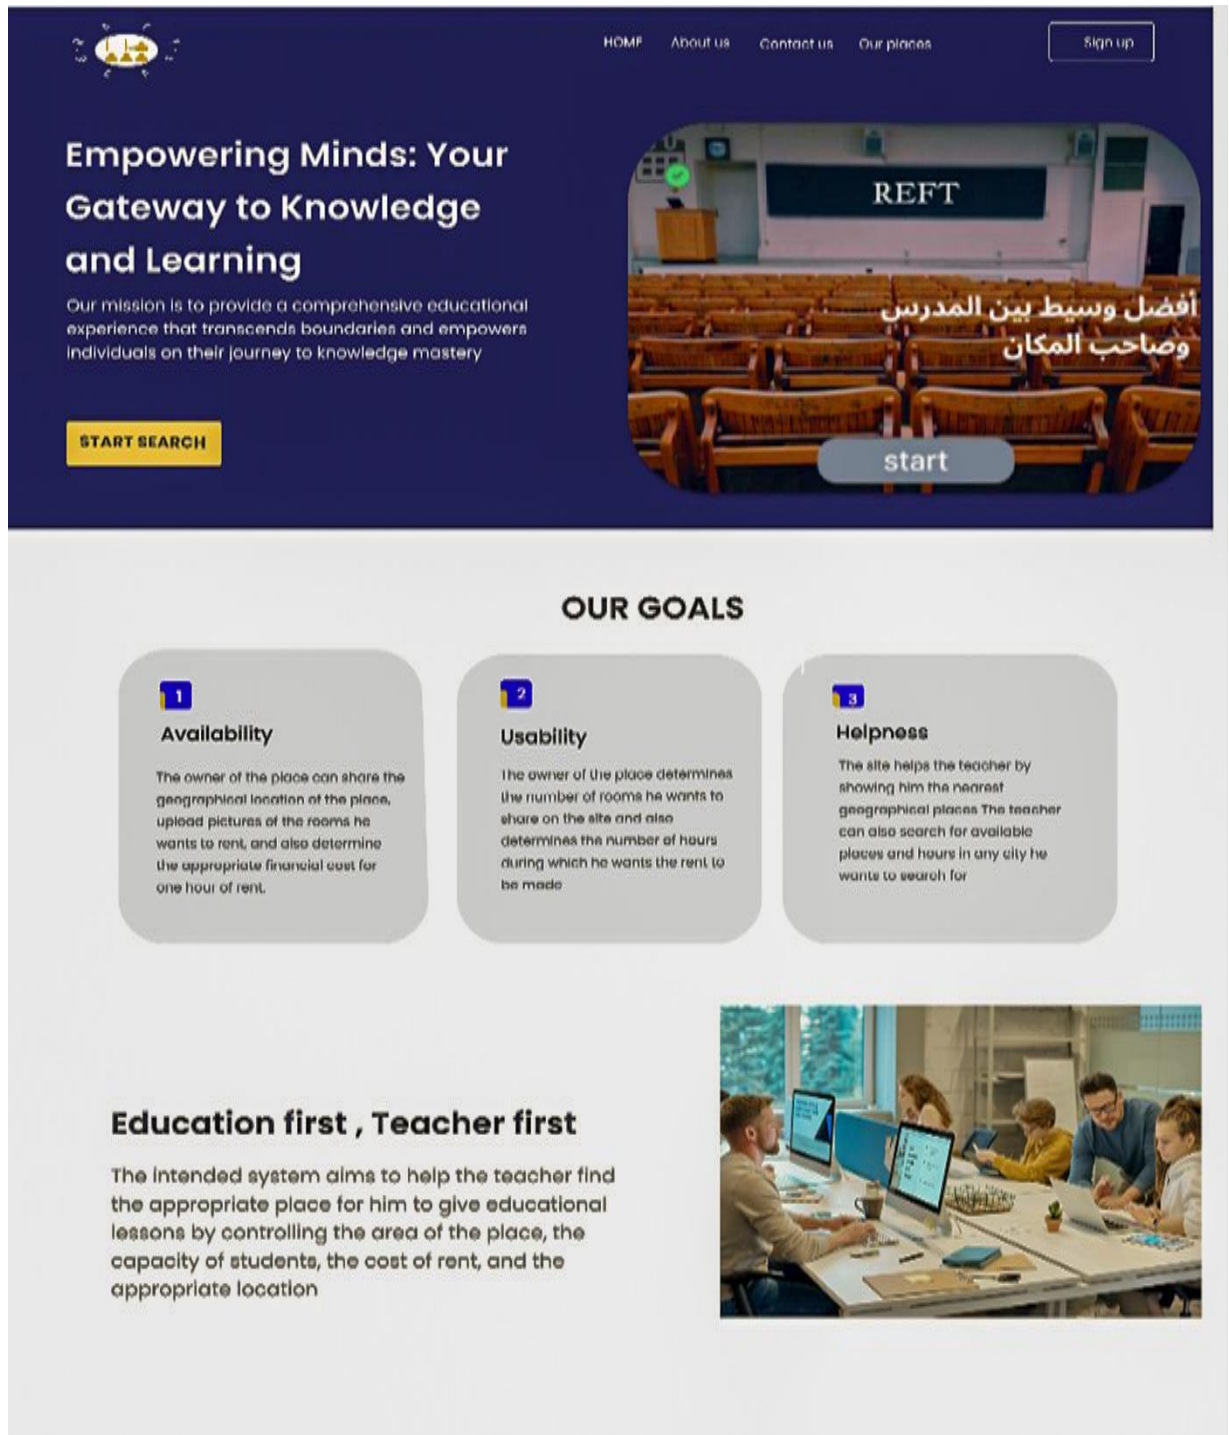 HOME About us Contact us Our places Sign up
Empowering Minds: Your
Gateway to Knowledge
and Learning
Our mission is to provide a comprehensive educational
experience that transcends boundaries and empowers
individuals on their journey to knowledge mastery
START SEARCH
REFT
أفضل وسيط بين المدرس
وصاحب المكان
start
OUR GOALS
1
Availability
The owner of the place can share the
geographical location of the place,
upload pictures of the rooms he
wants to rent, and also determine
the appropriate financial cost for
one hour of rent.
2
Usability
The owner of the place determines
the number of rooms he wants to
share on the site and also
determines the number of hours
during which he wants the rent to
be made
3
Helpness
The site helps the teacher by
showing him the nearest
geographical places The teacher
can also search for available
places and hours in any city he
wants to search for
Education first , Teacher first
The intended system aims to help the teacher find
the appropriate place for him to give educational
lessons by controlling the area of the place, the
capacity of students, the cost of rent, and the
appropriate location